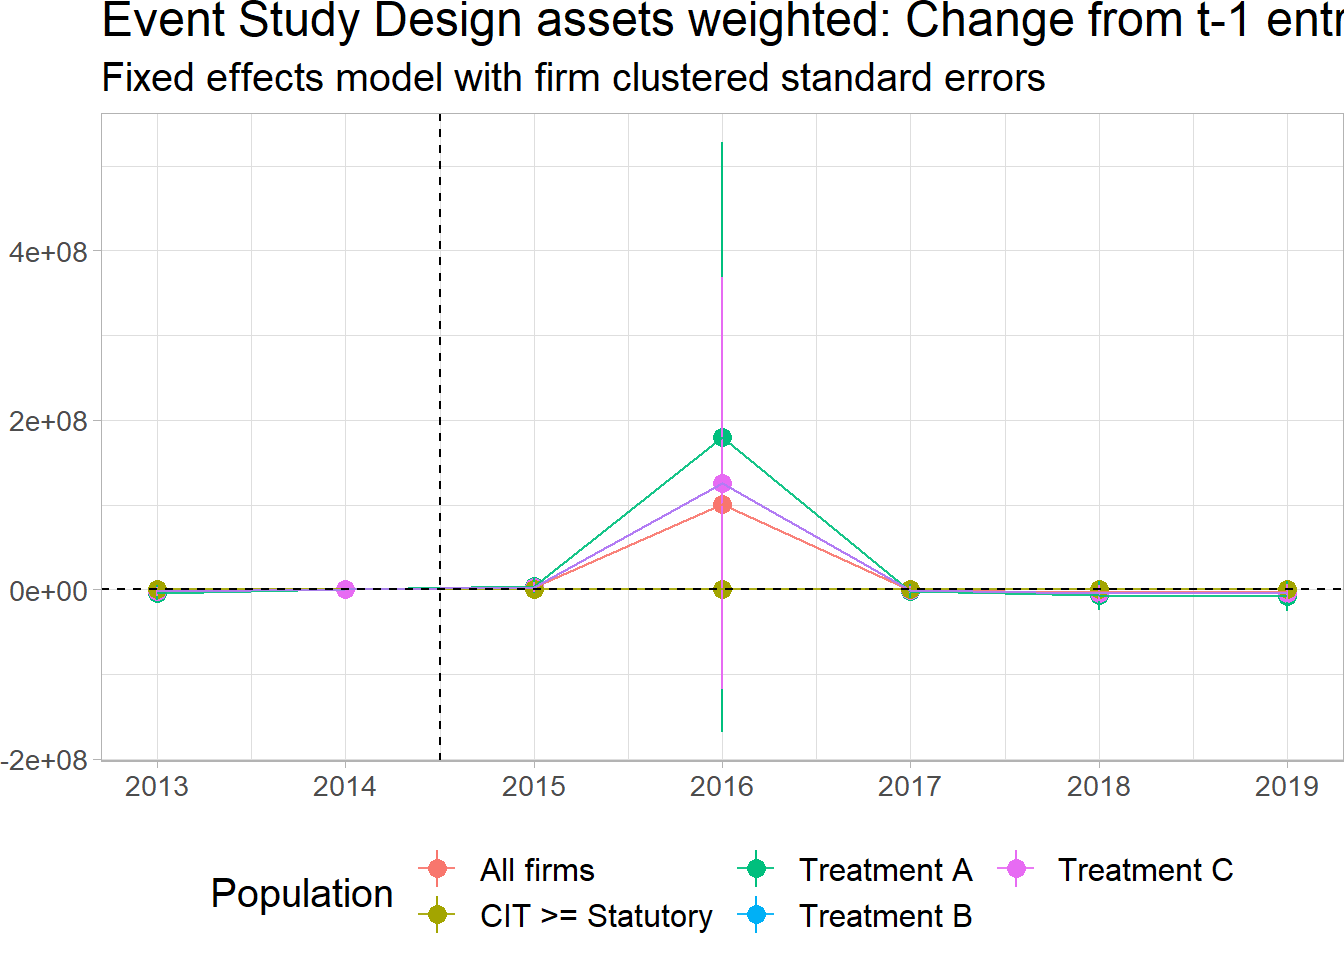 Event Study Design assets weighted: Change from t-1 entr
Fixed effects model with firm clustered standard errors
4e+08
2e+08
0e+00
-2e+08
2013 2014 2015 2016 2017 2018 2019
Population
All firms
Treatment A
Treatment C
CIT >= Statutory
Treatment B